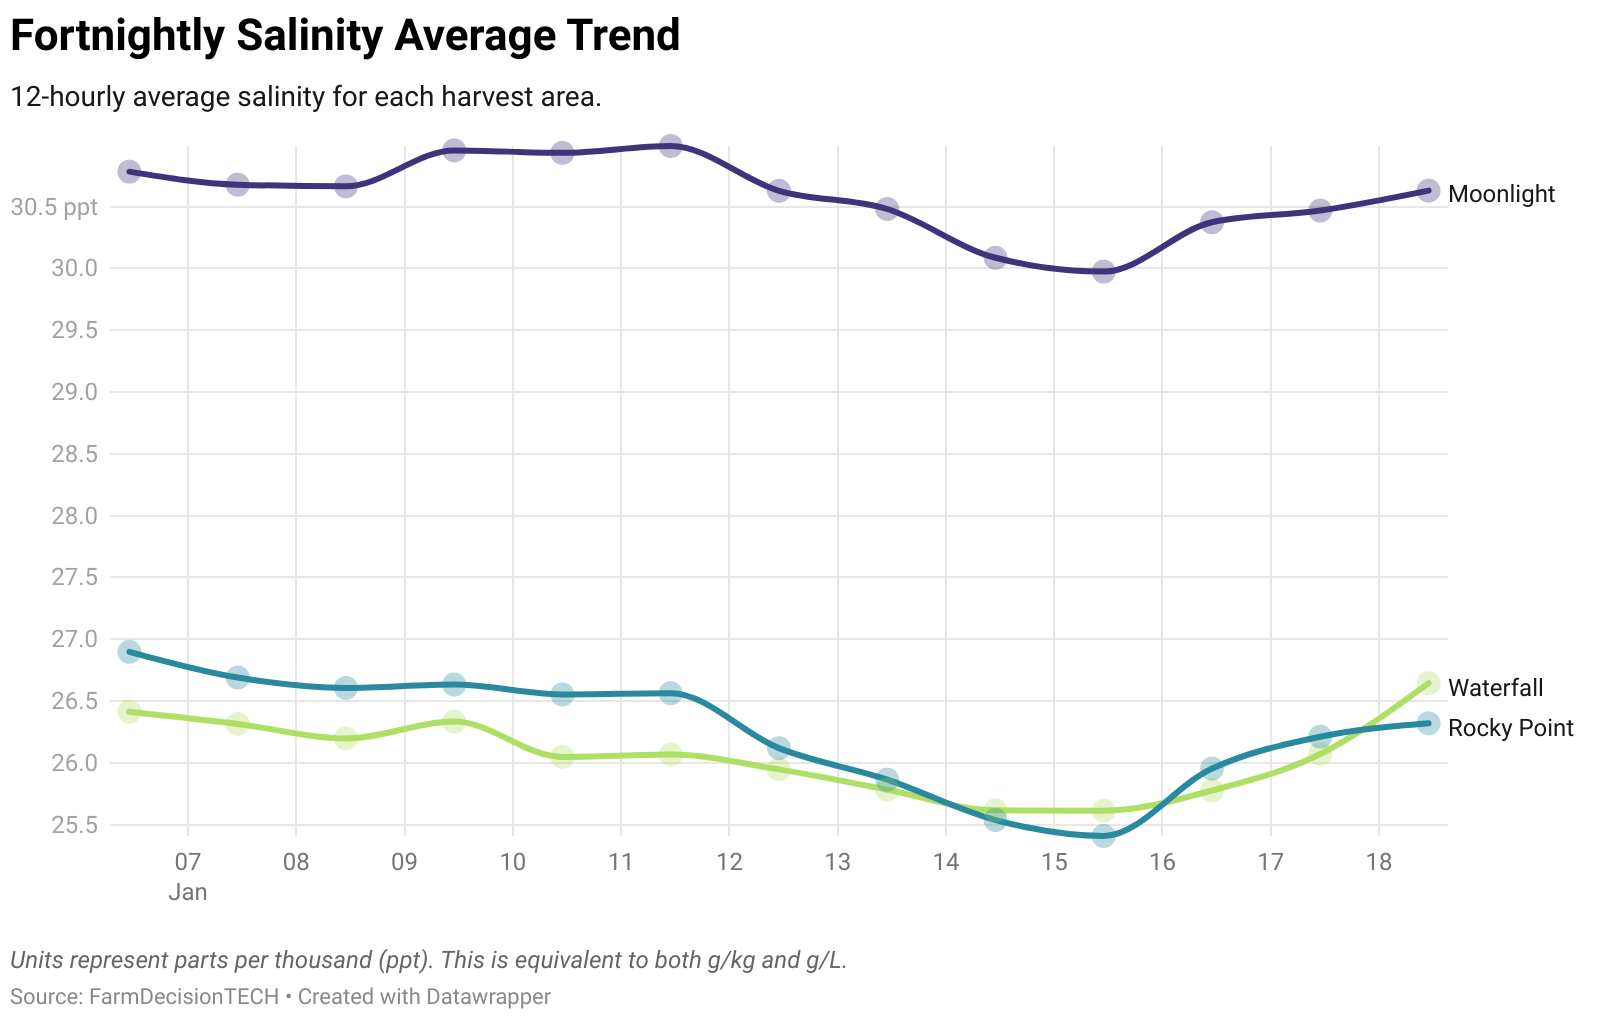 Fortnightly Salinity Average Trend
12-hourly average salinity for each harvest area.
30.5 ppt
30.0
29.5
29.0
28.5
28.0
27.5
27.0
26.5
26.0
25.5
Moonlight
Waterfall
Rocky Point
07 08 09 10 11 12 13 14 15 16 17 18
Jan
Units represent parts per thousand (ppt). This is equivalent to both g/kg and g/L.
Source: FarmDecisionTECH • Created with Datawrapper